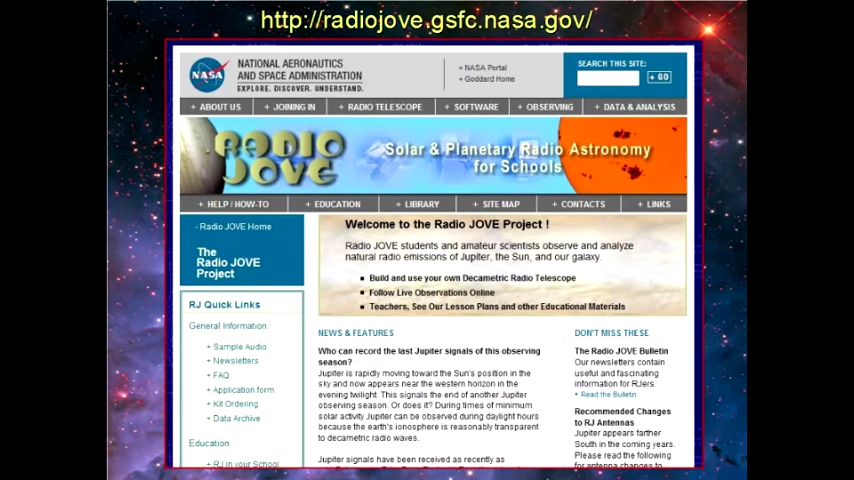 http://radiojove.gsfc.nasa.gov/
NASA
NATIONAL AERONAUTICS
AND SPACE ADMINISTRATION
EXPLORE. DISCOVER. UNDERSTAND.
+ NASA Portal
+ Goddard Home
SEARCH THIS SITE:
+ GO
+ ABOUT US + JOINING IN + RADIO TELESCOPE + SOFTWARE + OBSERVING + DATA & ANALYSIS
RADIO
JOVE
Solar & Planetary Radio Astronomy
for Schools
+ HELP / HOW-TO + EDUCATION + LIBRARY + SITE MAP + CONTACTS + LINKS
- Radio JOVE Home
The
Radio JOVE
Project
Welcome to the Radio JOVE Project !
Radio JOVE students and amateur scientists observe and analyze
natural radio emissions of Jupiter, the Sun, and our galaxy.
Build and use your own Decametric Radio Telescope
Follow Live Observations Online
Teachers, See Our Lesson Plans and other Educational Materials
RJ Quick Links
General Information
+ Sample Audio
+ Newsletters
+ FAQ
+ Application form
+ Kit Ordering
+ Data Archive
Education
+ RJ in your School
NEWS & FEATURES
Who can record the last Jupiter signals of this observing
season?
Jupiter is rapidly moving toward the Sun's position in the
sky and now appears near the western horizon in the
evening twilight. This signals the end of another Jupiter
observing season. Or does it? During times of minimum
solar activity Jupiter can be observed during daylight hours
because the earth's ionosphere is reasonably transparent
to decametric radio waves.
Jupiter signals have been received as recently as
DON'T MISS THESE
The Radio JOVE Bulletin
Our newsletters contain
useful and fascinating
information for RJers.
+ Read the Bulletin
Recommended Changes
to RJ Antennas
Jupiter appears farther
South in the coming years.
Please read the following
for antenna changes to